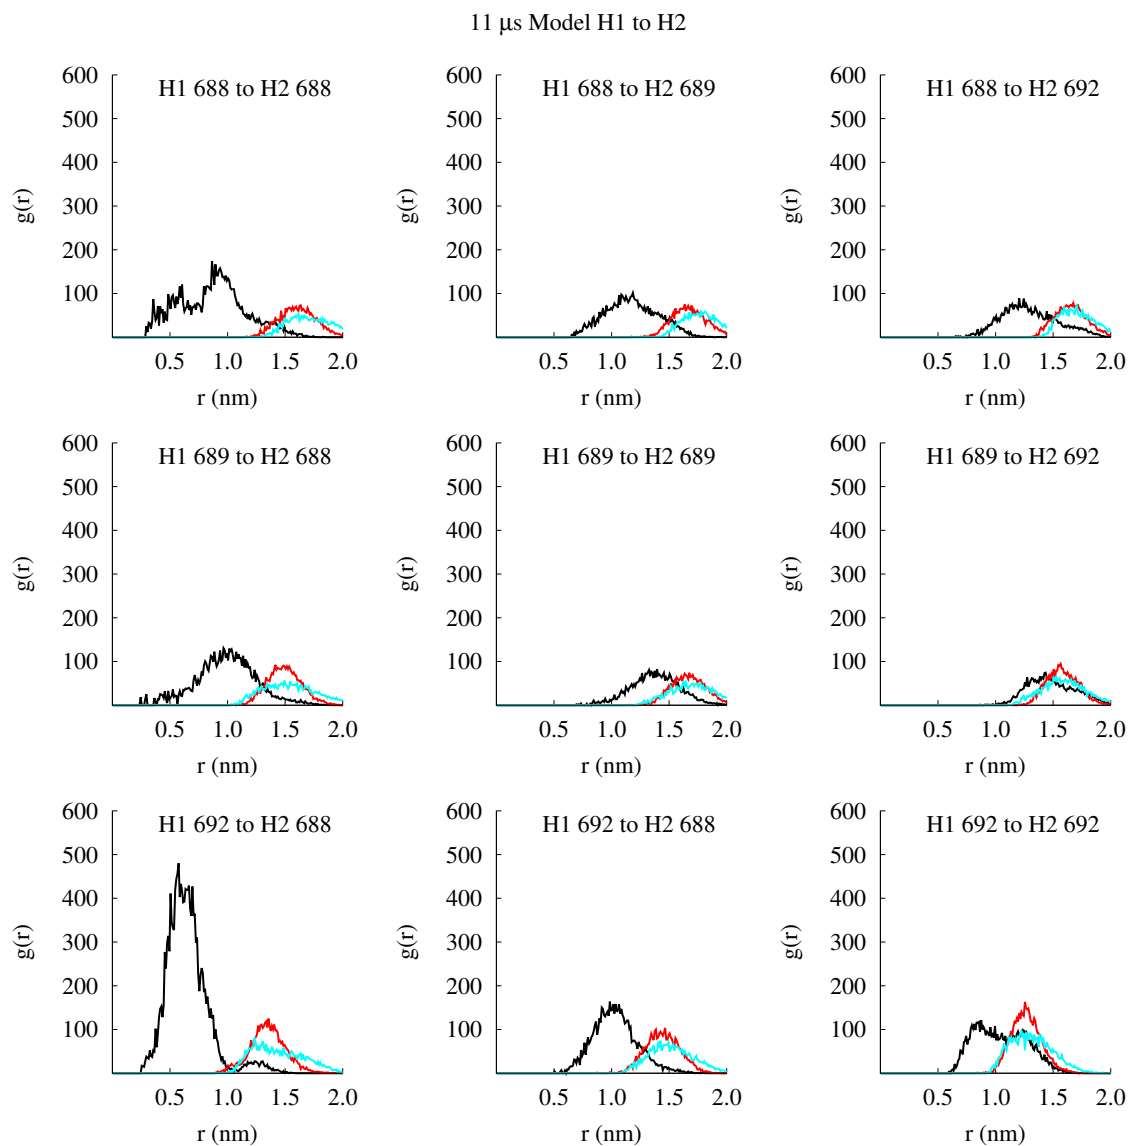 11 μs Model H1 to H2
H1 688 to H2 688
600
500
400
300
200
100
g(r)
0.5 1.0 1.5 2.0
r (nm)
H1 688 to H2 689
600
500
400
300
200
100
g(r)
0.5 1.0 1.5 2.0
r (nm)
H1 688 to H2 692
600
500
400
300
200
100
g(r)
0.5 1.0 1.5 2.0
r (nm)
H1 689 to H2 688
600
500
400
300
200
100
g(r)
0.5 1.0 1.5 2.0
r (nm)
H1 689 to H2 689
600
500
400
300
200
100
g(r)
0.5 1.0 1.5 2.0
r (nm)
H1 689 to H2 692
600
500
400
300
200
100
g(r)
0.5 1.0 1.5 2.0
r (nm)
H1 692 to H2 688
600
500
400
300
200
100
g(r)
0.5 1.0 1.5 2.0
r (nm)
H1 692 to H2 688
600
500
400
300
200
100
g(r)
0.5 1.0 1.5 2.0
r (nm)
H1 692 to H2 692
600
500
400
300
200
100
g(r)
0.5 1.0 1.5 2.0
r (nm)